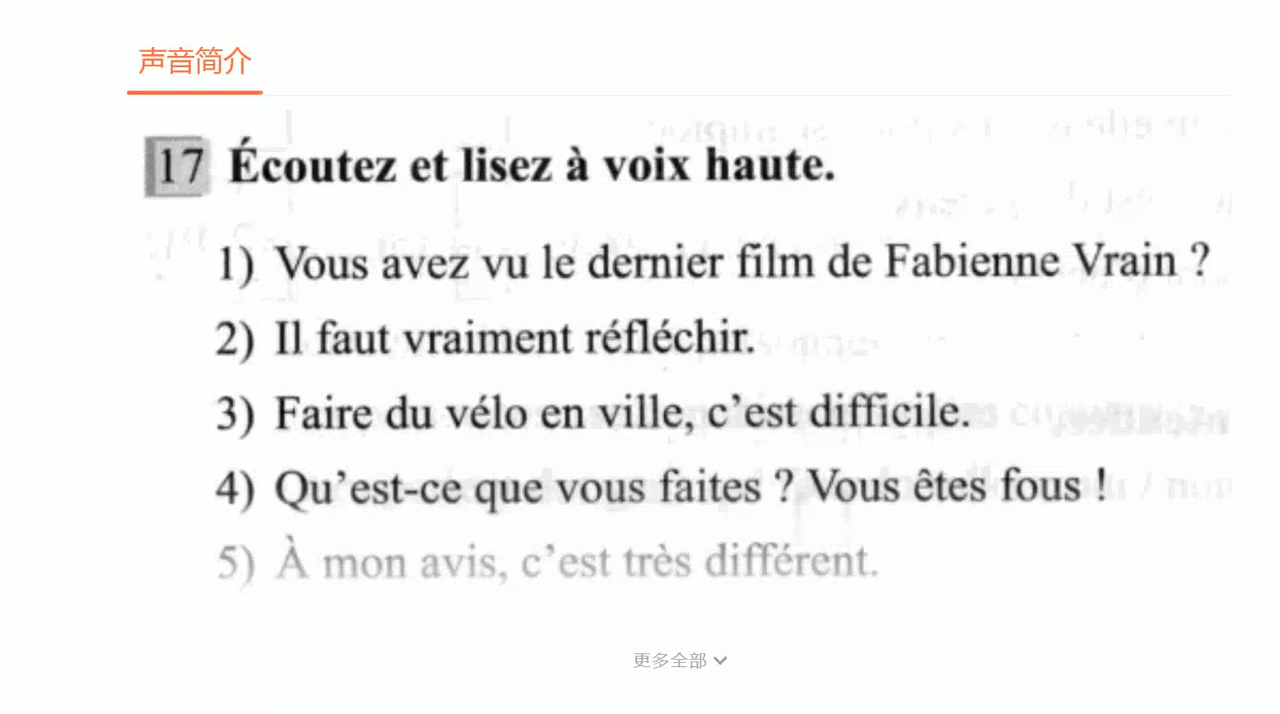 声音简介
17 Écoutez et lisez à voix haute.
1) Vous avez vu le dernier film de Fabienne Vrain ?
2) Il faut vraiment réfléchir.
3) Faire du vélo en ville, c’est difficile.
4) Qu’est-ce que vous faites ? Vous êtes fous !
5) À mon avis, c’est très différent.
更多全部